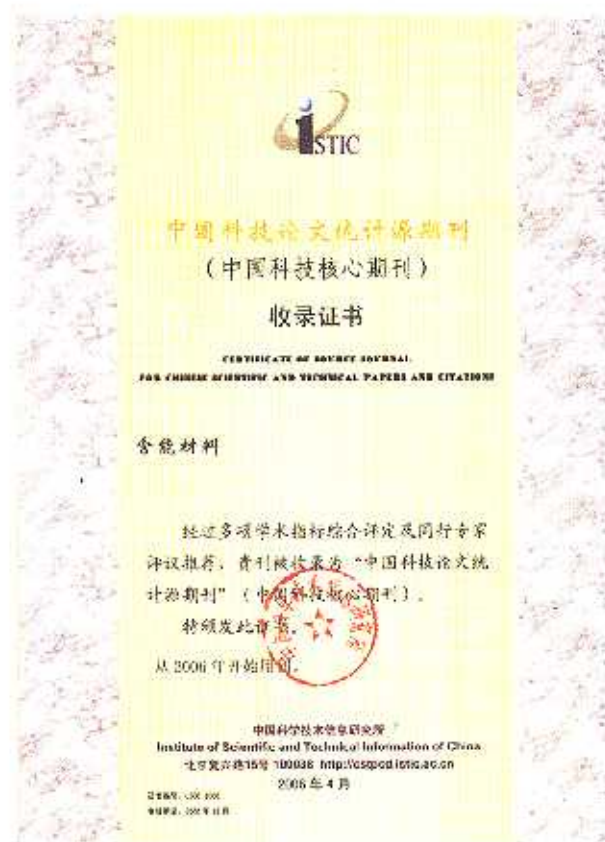 iSTIC
中国科技论文统计源期刊
（中国科技核心期刊）
收录证书
CERTIFICATE OF SOURCE JOURNAL
FOR CHINESE SCIENTIFIC AND TECHNICAL PAPERS AND CITATIONS
含能材料
经过多项学术指标综合评定及同行专家
评议推荐，贵刊被收录为“中国科技论文统
计源期刊”（中国科技核心期刊）。
特颁发此证书。
从2006年开始
中国科学技术信息研究所
Institute of Scientific and Technical Information of China
北京复兴路15号 100038 http://cstpcd.istic.ac.cn
2006 年 4 月